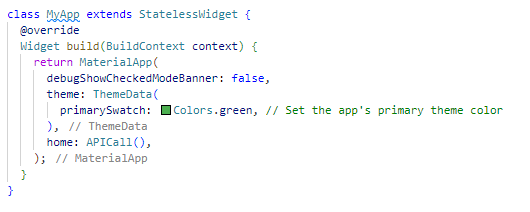 class MyApp extends StatelessWidget {
  @override
  Widget build(BuildContext context) {
    return MaterialApp(
      debugShowCheckedModeBanner: false,
      theme: ThemeData(
        primarySwatch: Colors.green, // Set the app's primary theme color
      ), // ThemeData
      home: APICall(),
    ); // MaterialApp
  }
}